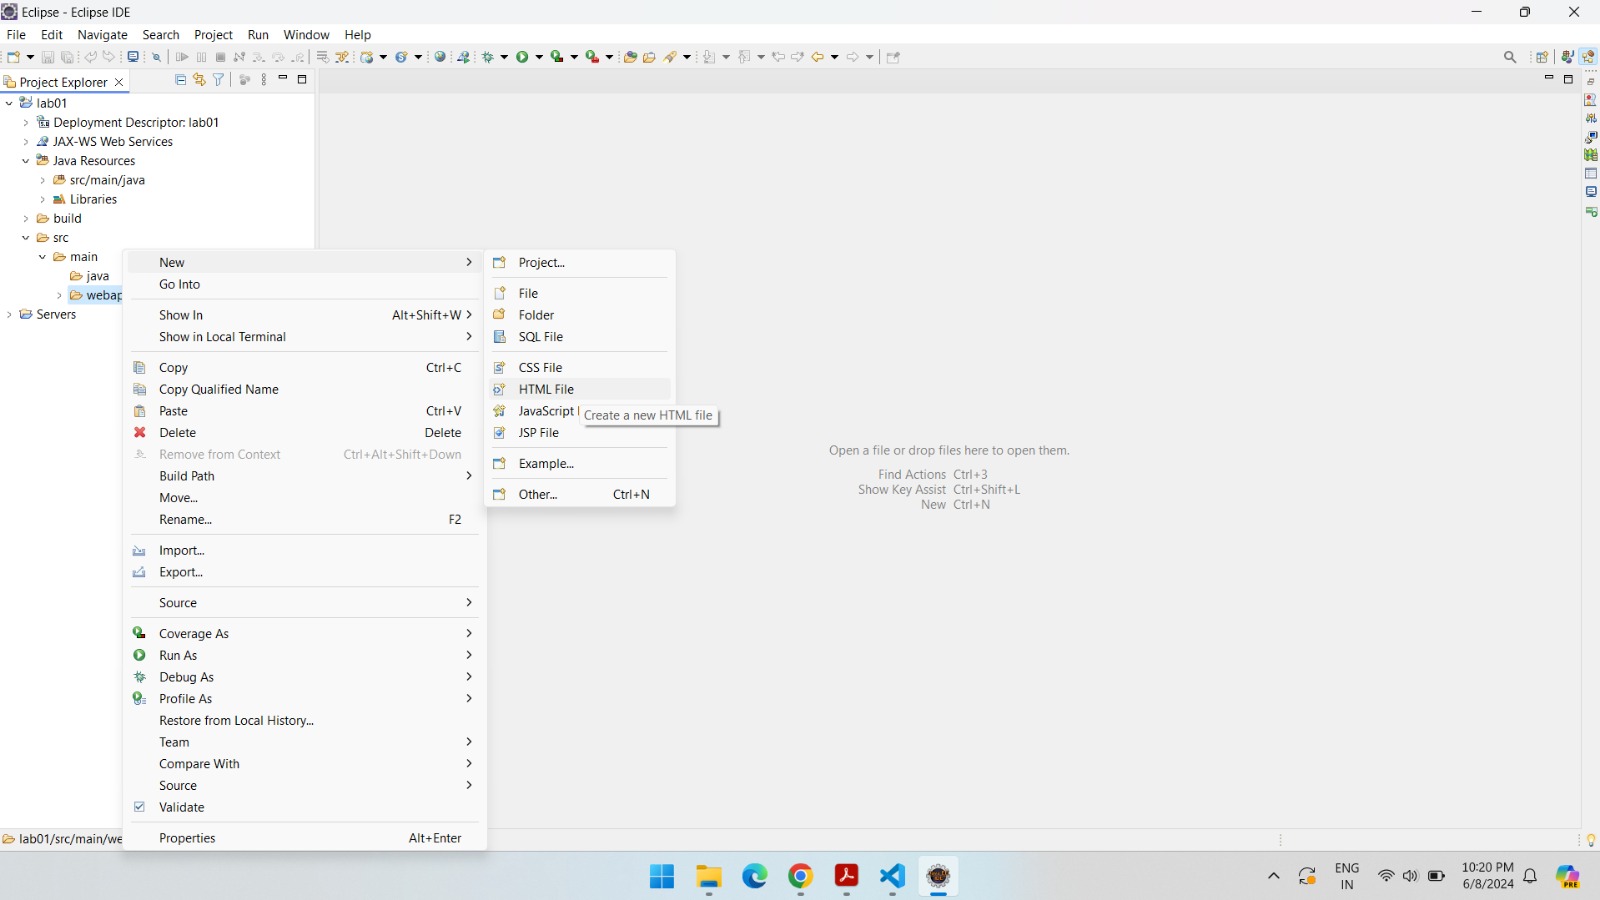 Eclipse - Eclipse IDE
File Edit Navigate Search Project Run Window Help
Project Explorer
lab01
Deployment Descriptor: lab01
JAX-WS Web Services
Java Resources
src/main/java
Libraries
build
src
main
java
webap
Servers
New
Go Into
Show In Alt+Shift+W
Show in Local Terminal
Copy Ctrl+C
Copy Qualified Name
Paste Ctrl+V
Delete Delete
Remove from Context Ctrl+Alt+Shift+Down
Build Path
Move...
Rename... F2
Import...
Export...
Source
Coverage As
Run As
Debug As
Profile As
Restore from Local History...
Team
Compare With
Source
Validate
Properties Alt+Enter
Project...
File
Folder
SQL File
CSS File
HTML File
JavaScript
Create a new HTML file
JSP File
Example...
Other... Ctrl+N
Open a file or drop files here to open them.
Find Actions Ctrl+3
Show Key Assist Ctrl+Shift+L
New Ctrl+N
lab01/src/main/we
ENG
IN
10:20 PM
6/8/2024
PRE